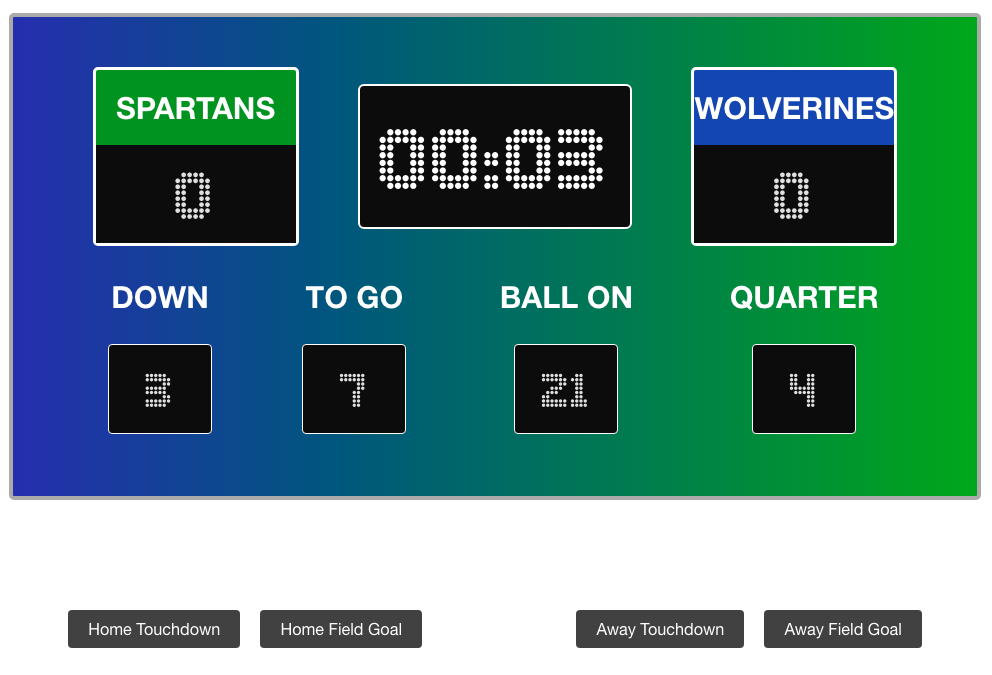 SPARTANS
0
00:03
WOLVERINES
0
DOWN
3
TO GO
7
BALL ON
21
QUARTER
4
Home Touchdown
Home Field Goal
Away Touchdown
Away Field Goal